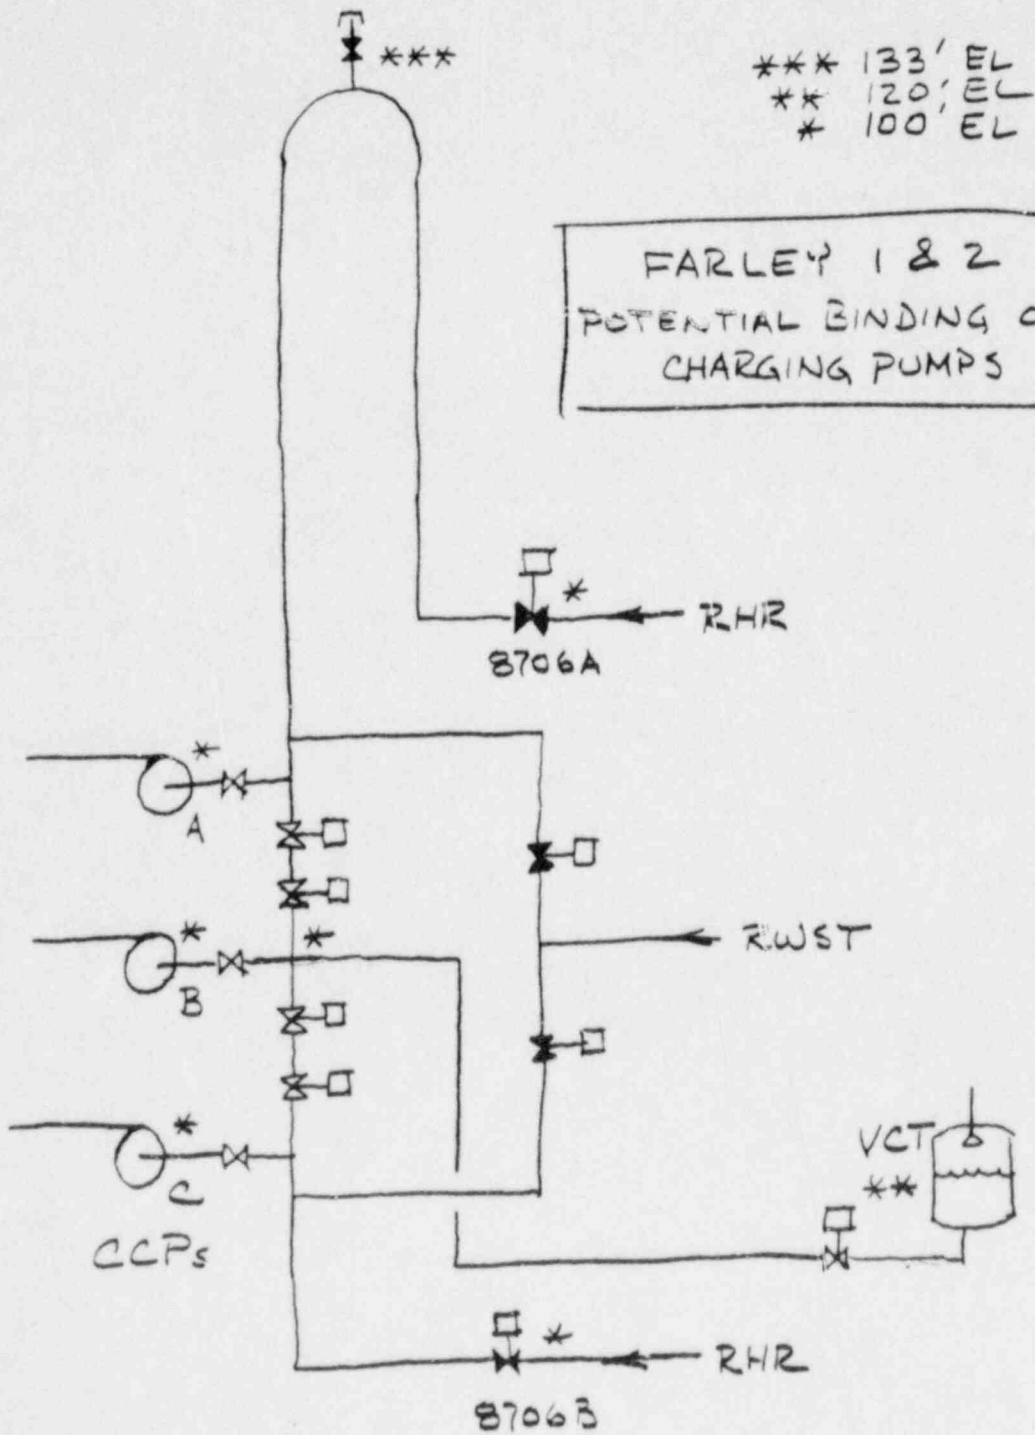 ***
*** 133' EL
** 120' EL
* 100' EL
FARLEY 1 & 2
POTENTIAL BINDING
CHARGING PUMPS
*
RHR
8706A
*
A
*
*
B
RWST
*
C
CCPs
VCT
**
*
RHR
8706B